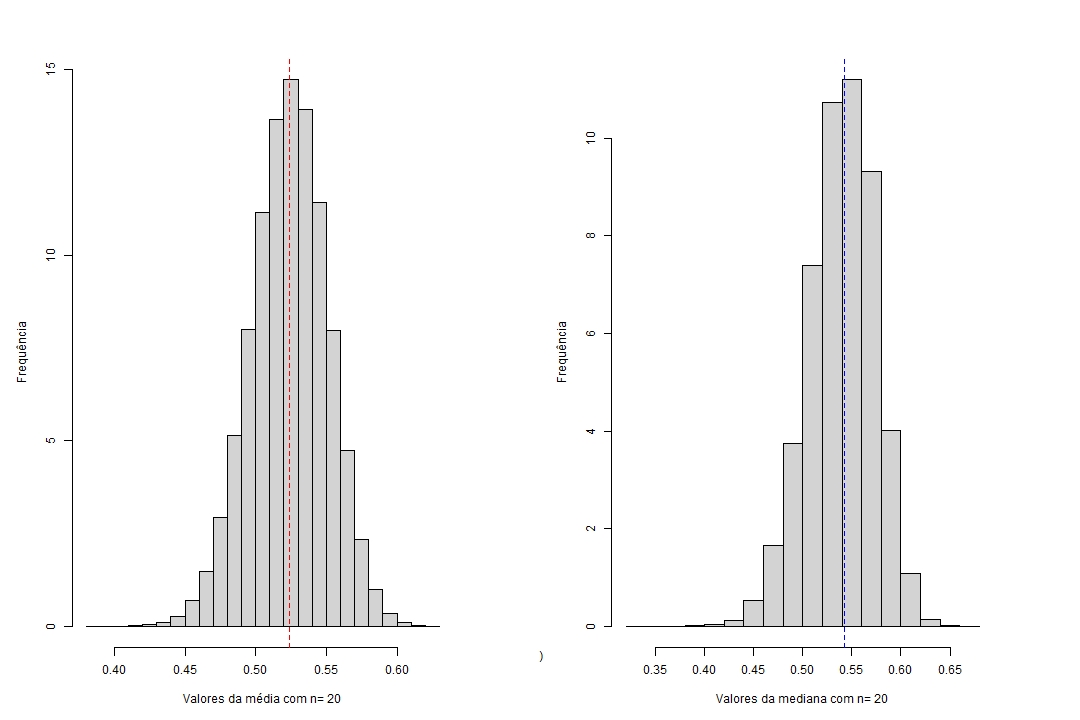 15
10
5
0
Frequência
0.40 0.45 0.50 0.55 0.60
Valores da média com n= 20
)
10
8
6
4
2
0
Frequência
0.35 0.40 0.45 0.50 0.55 0.60 0.65
Valores da mediana com n= 20